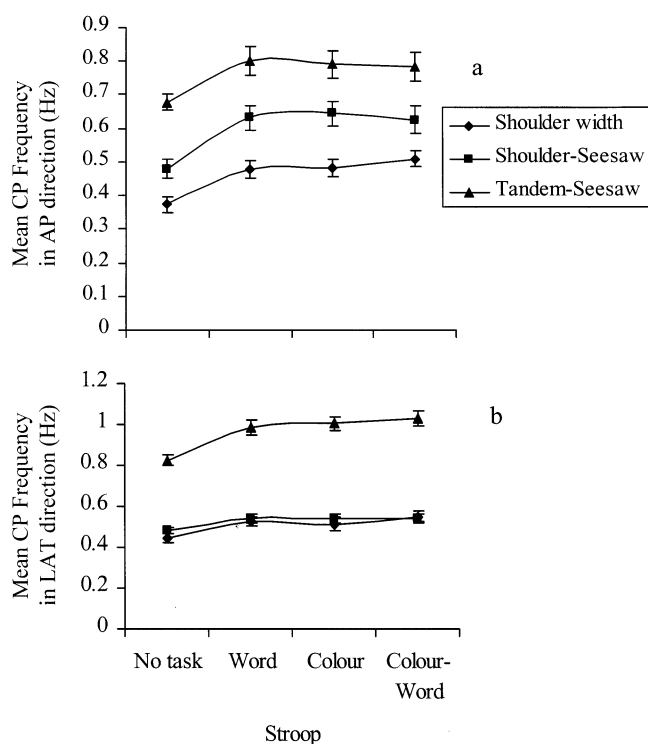 Mean CP Frequency
in AP direction (Hz)
0.9
0.8
0.7
0.6
0.5
0.4
0.3
0.2
0.1
0
a
Shoulder width
Shoulder-Seesaw
Tandem-Seesaw
Mean CP Frequency
in LAT direction (Hz)
1.2
1
0.8
0.6
0.4
0.2
0
b
No task Word Colour Colour-
Word
Stroop